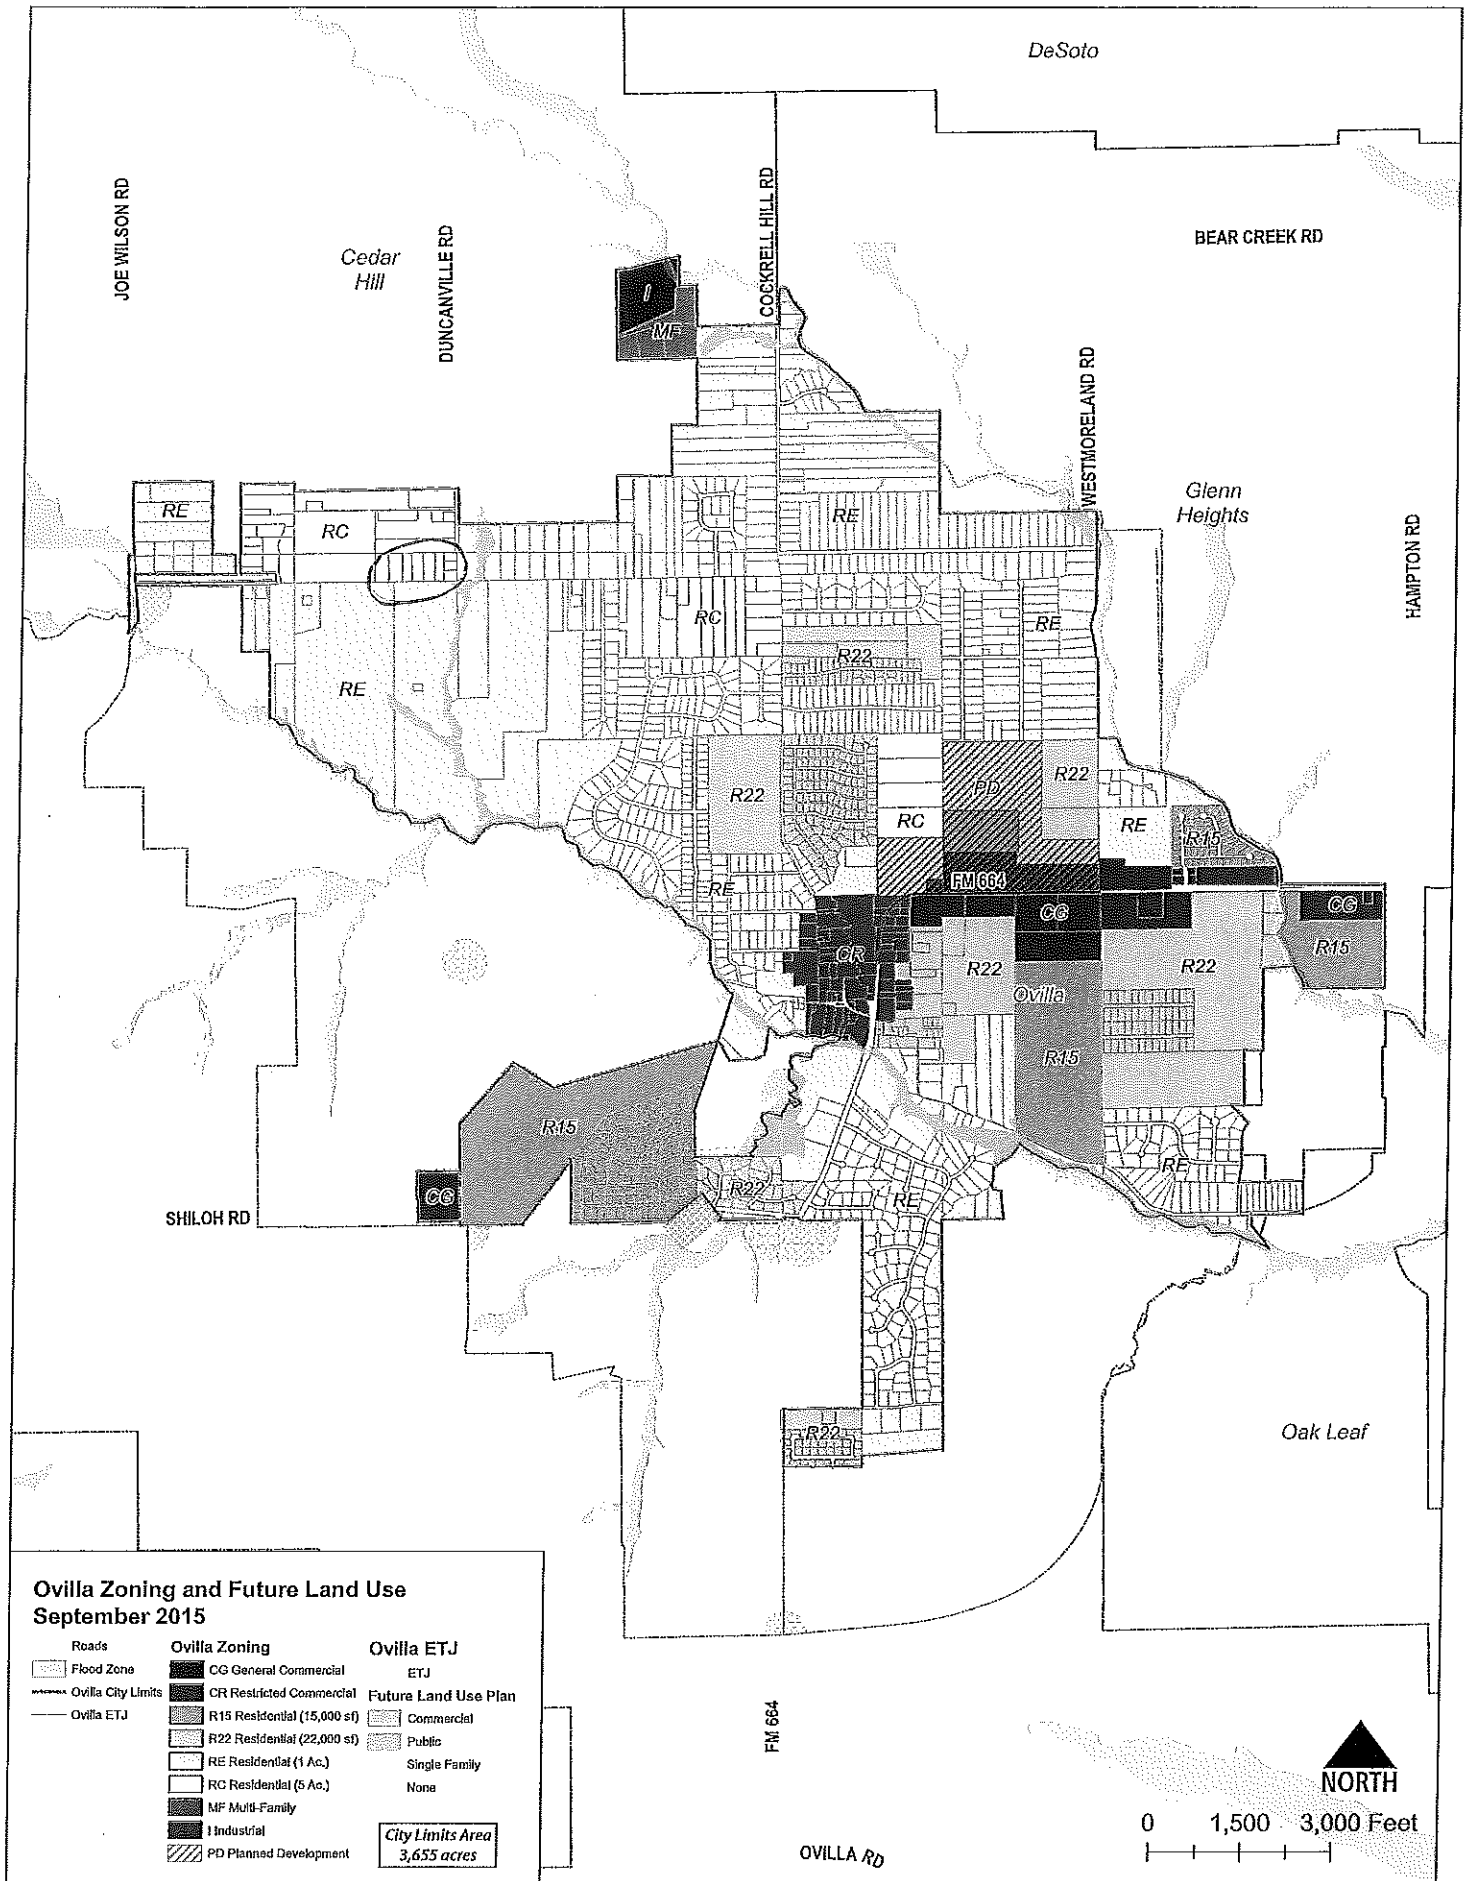 DeSoto
JOE WILSON RD
Cedar
Hill
DUNCANVILLE RD
COCKRELL HILL RD
BEAR CREEK RD
I
MF
WESTMORELAND RD
Glenn
Heights
HAMPTON RD
RE
RC
RE
RC
RE
R22
RE
R22
PD
R22
RC
RE
R15
FM 664
RE
CG
CG
CR
R22
R22
R15
Ovilla
R15
R15
RE
CG
R22
RE
SHILOH RD
R22
Oak Leaf
Ovilla Zoning and Future Land Use
September 2015
Roads
Flood Zone
Ovilla City Limits
Ovilla ETJ
Ovilla Zoning
CG General Commercial
CR Restricted Commercial
R15 Residential (15,000 sf)
R22 Residential (22,000 sf)
RE Residential (1 Ac.)
RC Residential (5 Ac.)
MF Multi-Family
I Industrial
PD Planned Development
Ovilla ETJ
ETJ
Future Land Use Plan
Commercial
Public
Single Family
None
City Limits Area
3,655 acres
FM 664
OVILLA RD
NORTH
0 1,500 3,000 Feet